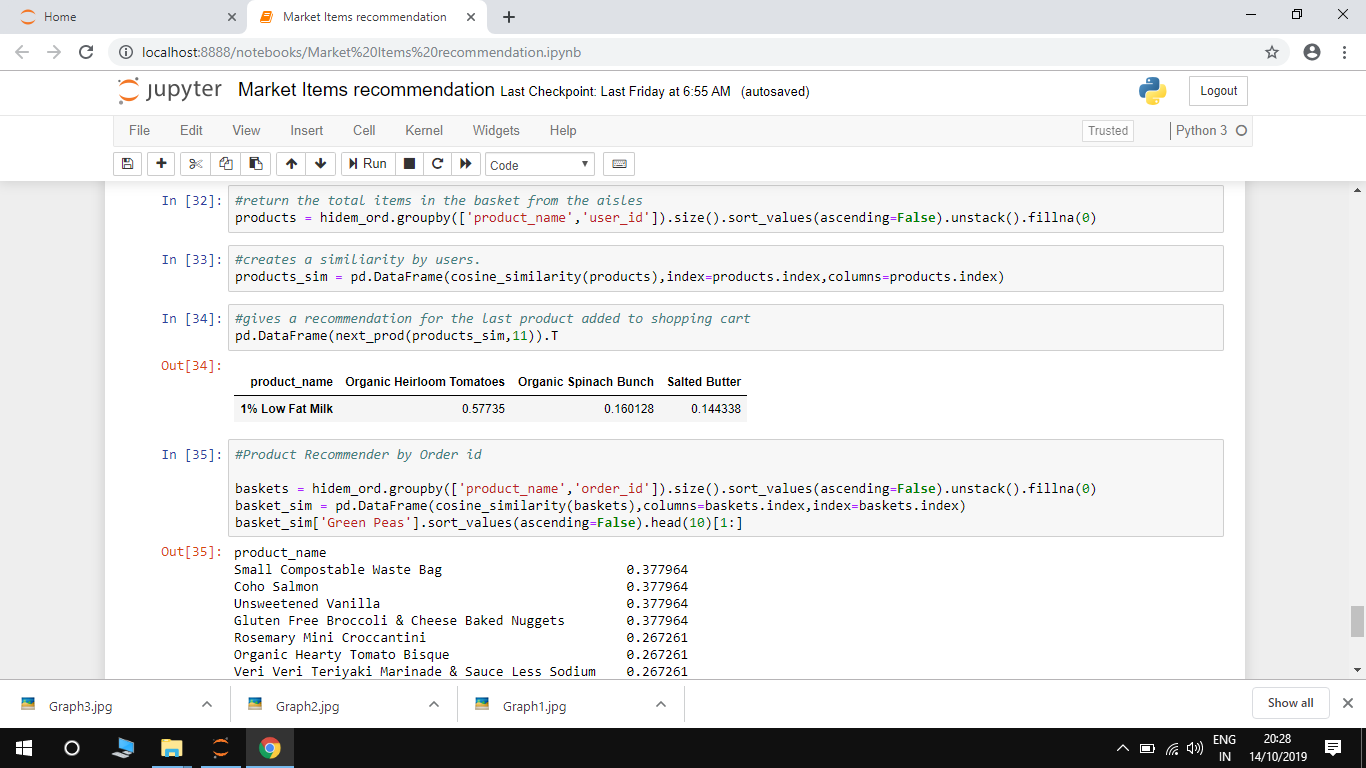 Home
Market Items recommendation
localhost:8888/notebooks/Market%20Items%20recommendation.ipynb
jupyter Market Items recommendation Last Checkpoint: Last Friday at 6:55 AM (autosaved)
Logout
File Edit View Insert Cell Kernel Widgets Help
Trusted
Python 3
Run
Code
In [32]: #return the total items in the basket from the aisles
products = hidem_ord.groupby(['product_name','user_id']).size().sort_values(ascending=False).unstack().fillna(0)
In [33]: #creates a similiarity by users.
products_sim = pd.DataFrame(cosine_similarity(products),index=products.index,columns=products.index)
In [34]: #gives a recommendation for the last product added to shopping cart
pd.DataFrame(next_prod(products_sim,11)).T
Out[34]:
product_name Organic Heirloom Tomatoes Organic Spinach Bunch Salted Butter
1% Low Fat Milk 0.57735 0.160128 0.144338
In [35]: #Product Recommender by Order id
baskets = hidem_ord.groupby(['product_name','order_id']).size().sort_values(ascending=False).unstack().fillna(0)
basket_sim = pd.DataFrame(cosine_similarity(baskets),columns=baskets.index,index=baskets.index)
basket_sim['Green Peas'].sort_values(ascending=False).head(10)[1:]
Out[35]: product_name
Small Compostable Waste Bag 0.377964
Coho Salmon 0.377964
Unsweetened Vanilla 0.377964
Gluten Free Broccoli & Cheese Baked Nuggets 0.377964
Rosemary Mini Croccantini 0.267261
Organic Hearty Tomato Bisque 0.267261
Veri Veri Teriyaki Marinade & Sauce Less Sodium 0.267261
Graph3.jpg
Graph2.jpg
Graph1.jpg
Show all
ENG
IN
20:28
14/10/2019